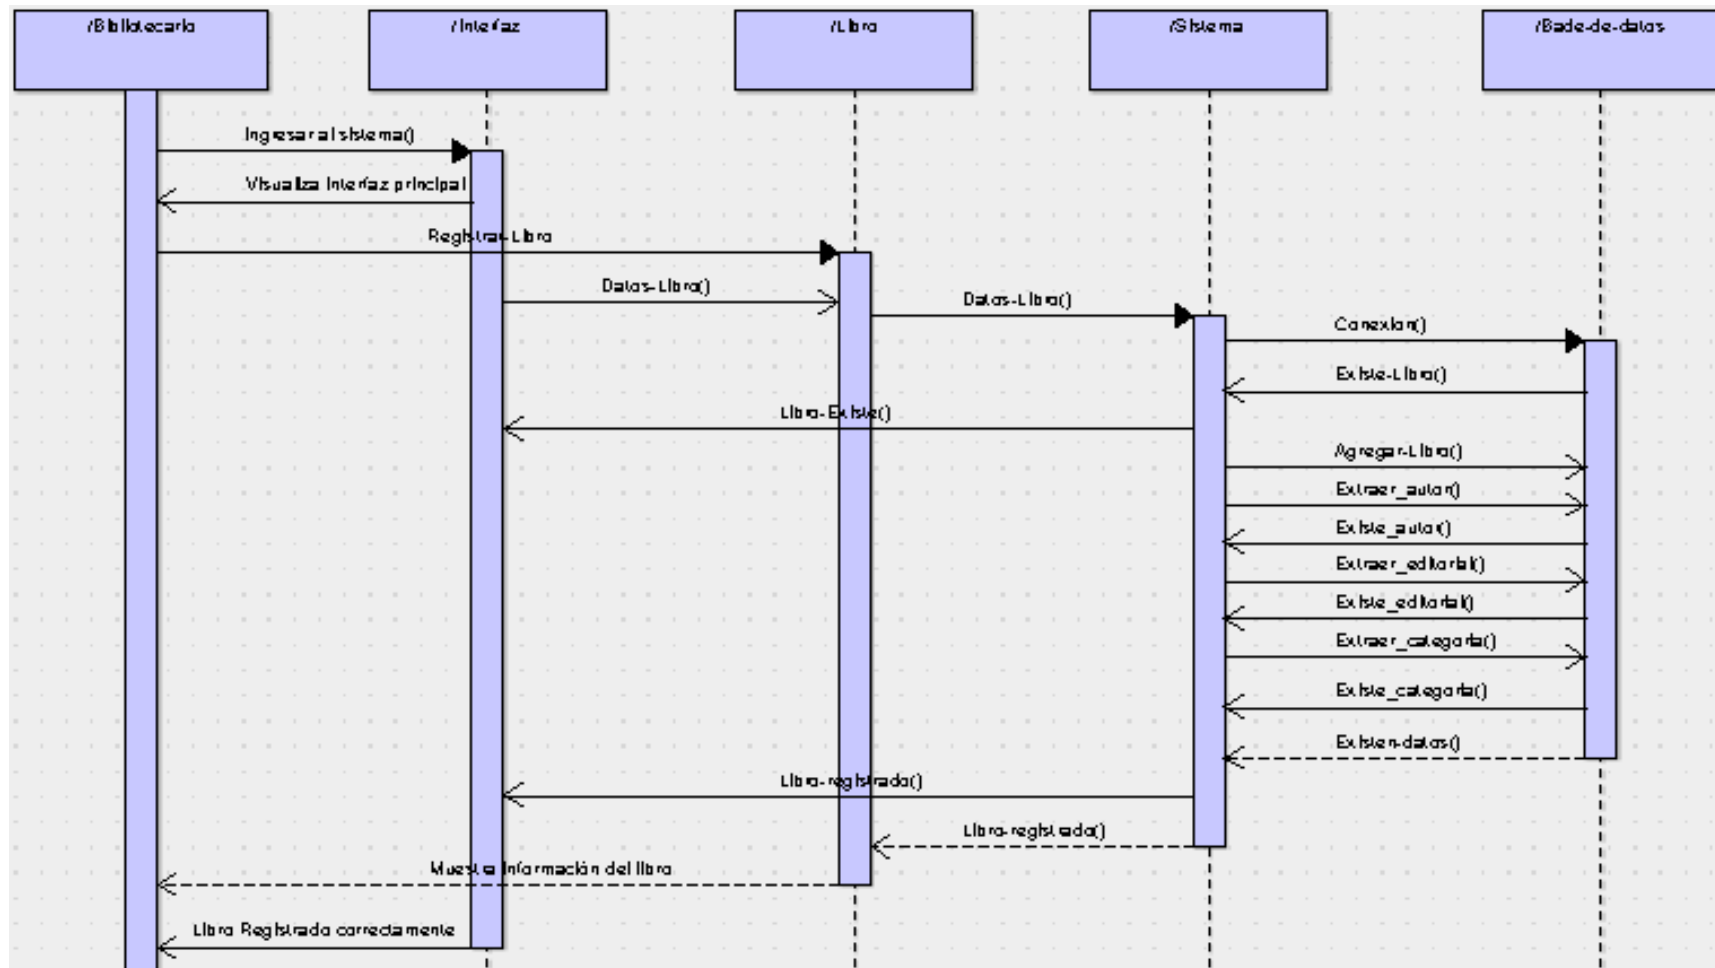 /Bibliotecario
/Interfaz
/Libro
/Sistema
/Bade-de-datos
Ingresar al sistema()
Visualiza interfaz principal
Registrar-Libro
Datos-Libro()
Datos-Libro()
Conexion()
Existe-Libro()
Libro-Existe()
Agregar-Libro()
Extraer_autor()
Existe_autor()
Extraer_editorial()
Existe_editorial()
Extraer_categoria()
Existe_categoria()
Existen-datos()
Libro-registrado()
Libro-registrado()
Muestra información del libro
Libro Registrado correctamente